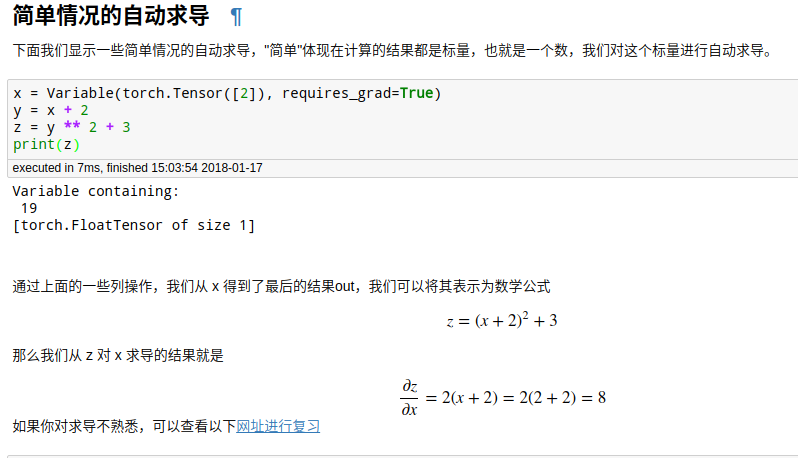 简单情况的自动求导 ¶
下面我们显示一些简单情况的自动求导，"简单"体现在计算的结果都是标量，也就是一个数，我们对这个标量进行自动求导。
x = Variable(torch.Tensor([2]), requires_grad=True)
y = x + 2
z = y ** 2 + 3
print(z)
executed in 7ms, finished 15:03:54 2018-01-17
Variable containing:
19
[torch.FloatTensor of size 1]
通过上面的一些列操作，我们从 x 得到了最后的结果out，我们可以将其表示为数学公式
z = (x + 2)² + 3
那么我们从 z 对 x 求导的结果就是
∂z/∂x = 2(x + 2) = 2(2 + 2) = 8
如果你对求导不熟悉，可以查看以下网址进行复习